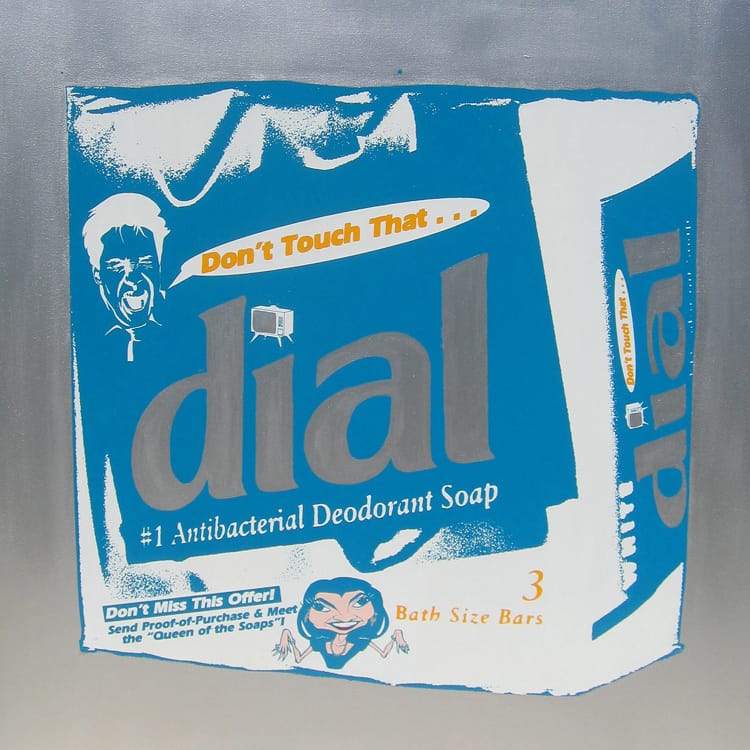 Don't Touch That . . .
dial
#1 Antibacterial Deodorant Soap
Don't Miss This Offer!
Send Proof-of-Purchase & Meet
the "Queen of the Soaps"!
3
Bath Size Bars
Don't Touch That . . .
dial
WHITE